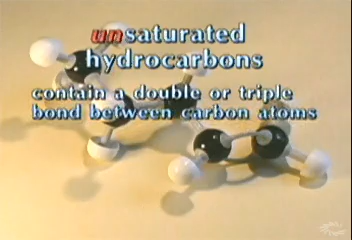 unsaturated
hydrocarbons
contain a double or triple
bond between carbon atoms